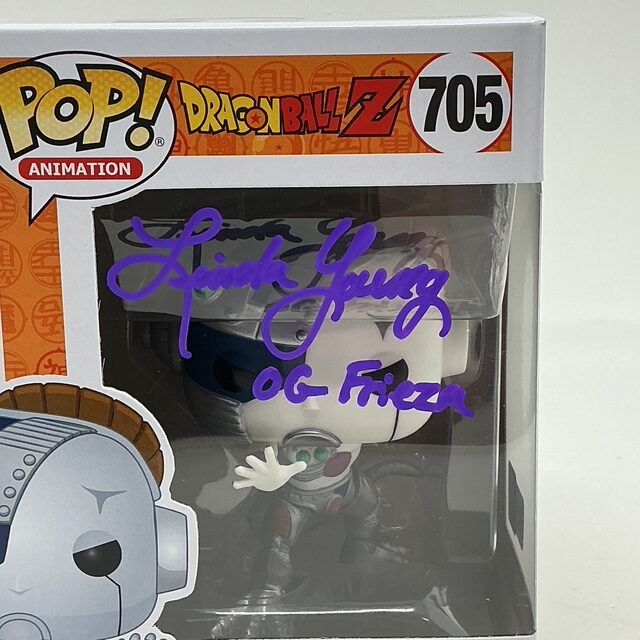 POP!
ANIMATION
DRAGONBALL Z
705
Linda Young
OG Frieza